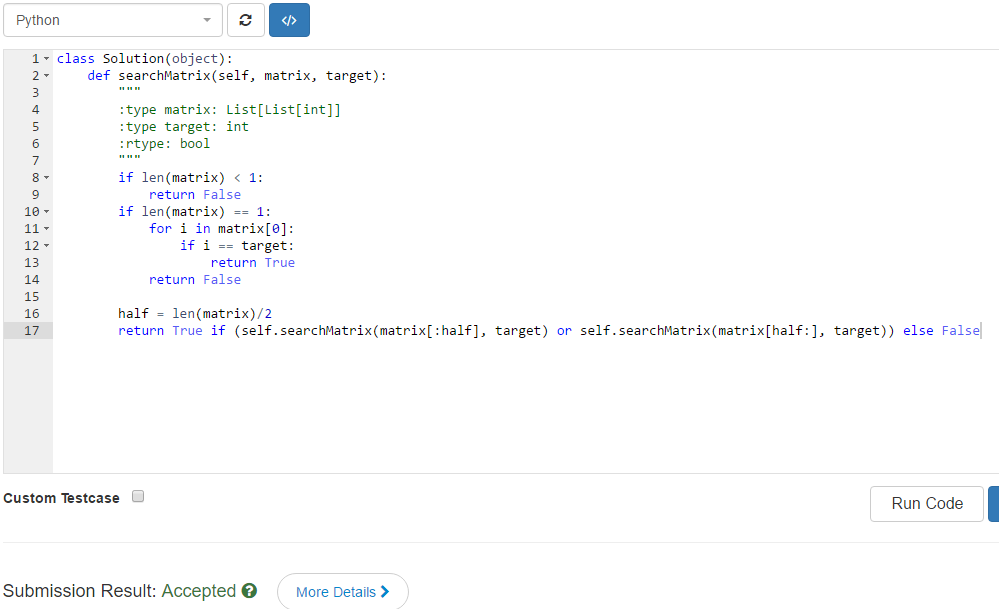 Python
1 class Solution(object):
2 def searchMatrix(self, matrix, target):
3 """
4 :type matrix: List[List[int]]
5 :type target: int
6 :rtype: bool
7 """
8 if len(matrix) < 1:
9 return False
10 if len(matrix) == 1:
11 for i in matrix[0]:
12 if i == target:
13 return True
14 return False
15
16 half = len(matrix)/2
17 return True if (self.searchMatrix(matrix[:half], target) or self.searchMatrix(matrix[half:], target)) else False
Custom Testcase
Run Code
Submission Result: Accepted ?
More Details